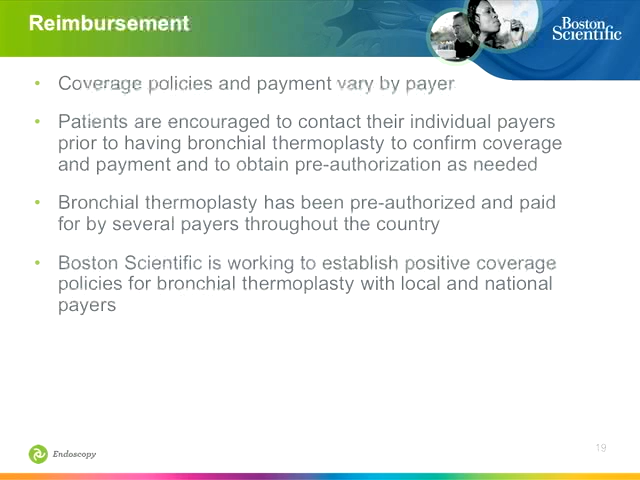 Reimbursement
Boston
Scientific
• Coverage policies and payment vary by payer
• Patients are encouraged to contact their individual payers
prior to having bronchial thermoplasty to confirm coverage
and payment and to obtain pre-authorization as needed
• Bronchial thermoplasty has been pre-authorized and paid
for by several payers throughout the country
• Boston Scientific is working to establish positive coverage
policies for bronchial thermoplasty with local and national
payers
Endoscopy
19